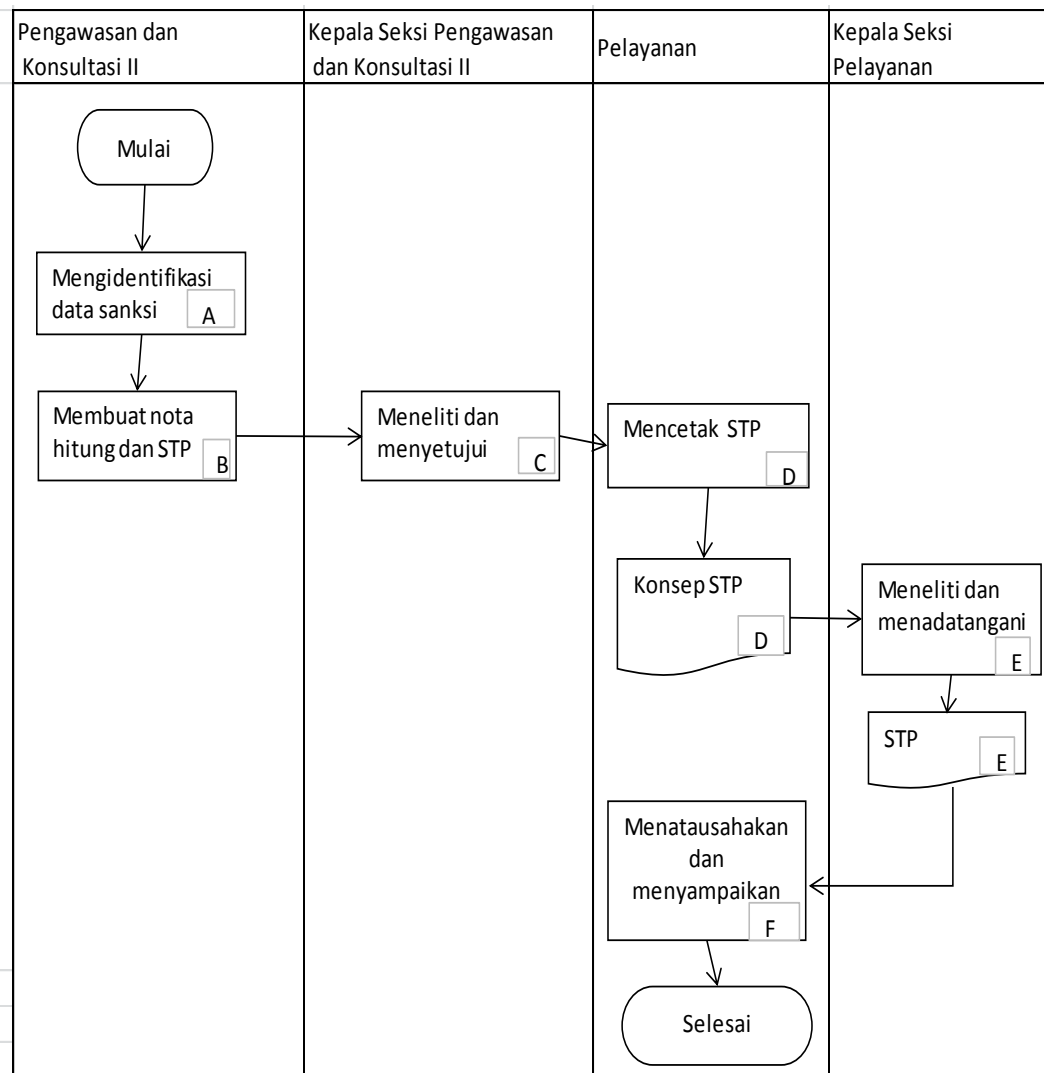 Pengawasan dan
Konsultasi II
Kepala Seksi Pengawasan
dan Konsultasi II
Pelayanan
Kepala Seksi
Pelayanan
Mulai
Mengidentifikasi
data sanksi
A
Membuat nota
hitung dan STP
B
Meneliti dan
menyetujui
C
Mencetak STP
D
Konsep STP
D
Meneliti dan
menadatangani
E
STP
E
Menatausahakan
dan
menyampaikan
F
Selesai